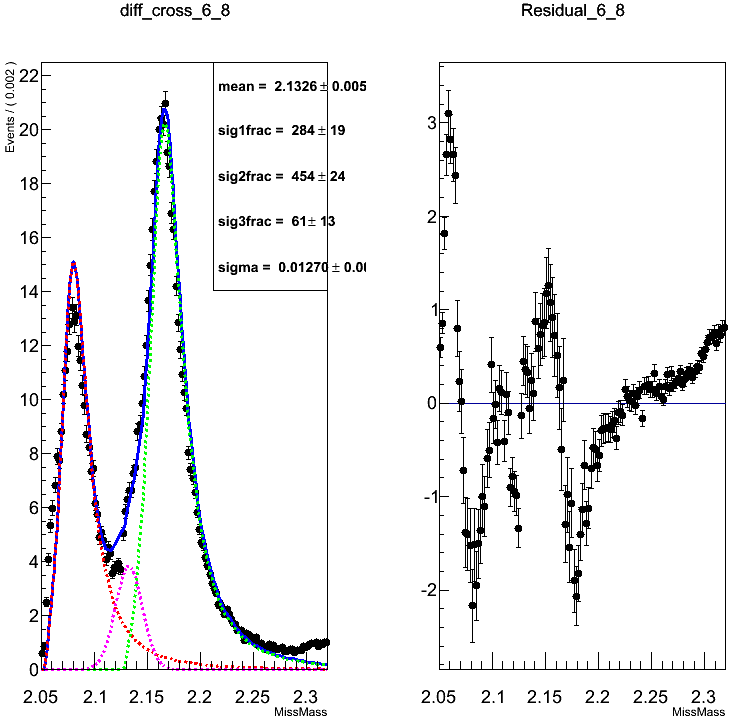 diff_cross_6_8
Events / ( 0.002 )
22
20
18
16
14
12
10
8
6
4
2
0
mean = 2.1326 ± 0.005
sig1frac = 284 ± 19
sig2frac = 454 ± 24
sig3frac = 61 ± 13
sigma = 0.01270 ± 0.00
2.05 2.1 2.15 2.2 2.25 2.3
MissMass
Residual_6_8
3
2
1
0
-1
-2
2.05 2.1 2.15 2.2 2.25 2.3
MissMass